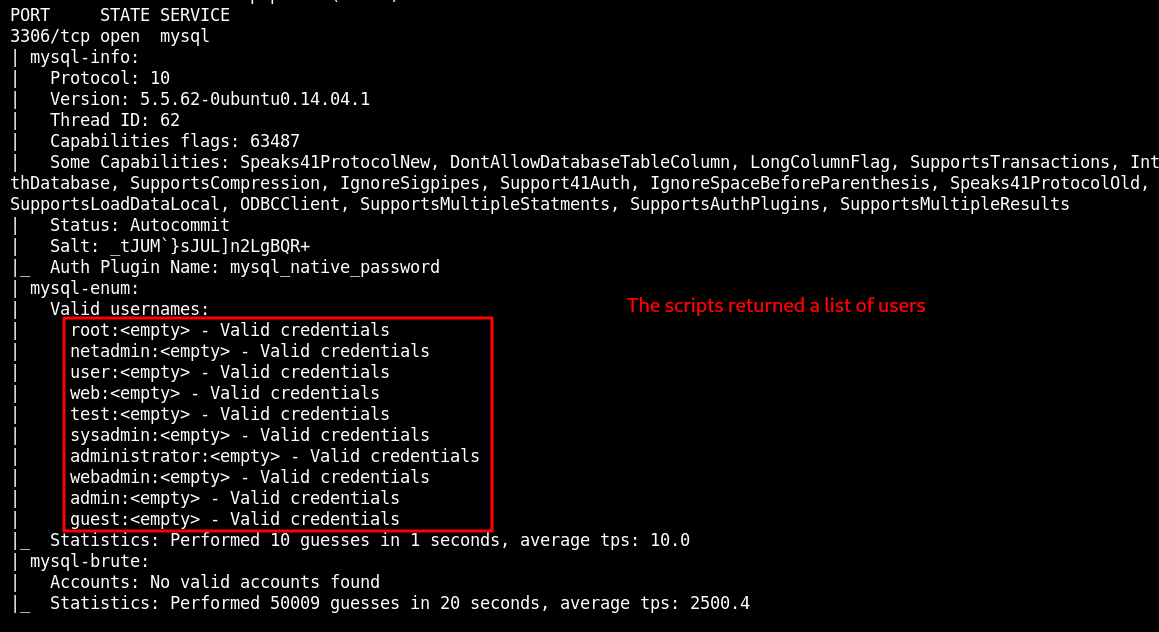 PORT     STATE SERVICE
3306/tcp open  mysql
| mysql-info:
|   Protocol: 10
|   Version: 5.5.62-0ubuntu0.14.04.1
|   Thread ID: 62
|   Capabilities flags: 63487
|   Some Capabilities: Speaks41ProtocolNew, DontAllowDatabaseTableColumn, LongColumnFlag, SupportsTransactions, Int
thDatabase, SupportsCompression, IgnoreSigpipes, Support41Auth, IgnoreSpaceBeforeParenthesis, Speaks41ProtocolOld,
SupportsLoadDataLocal, ODBCClient, SupportsMultipleStatments, SupportsAuthPlugins, SupportsMultipleResults
|   Status: Autocommit
|   Salt: _tJUM`}sJUL]n2LgBQR+
|_  Auth Plugin Name: mysql_native_password
| mysql-enum:
|   Valid usernames:
The scripts returned a list of users
|     root:<empty> - Valid credentials
|     netadmin:<empty> - Valid credentials
|     user:<empty> - Valid credentials
|     web:<empty> - Valid credentials
|     test:<empty> - Valid credentials
|     sysadmin:<empty> - Valid credentials
|     administrator:<empty> - Valid credentials
|     webadmin:<empty> - Valid credentials
|     admin:<empty> - Valid credentials
|     guest:<empty> - Valid credentials
|_  Statistics: Performed 10 guesses in 1 seconds, average tps: 10.0
| mysql-brute:
|   Accounts: No valid accounts found
|_  Statistics: Performed 50009 guesses in 20 seconds, average tps: 2500.4